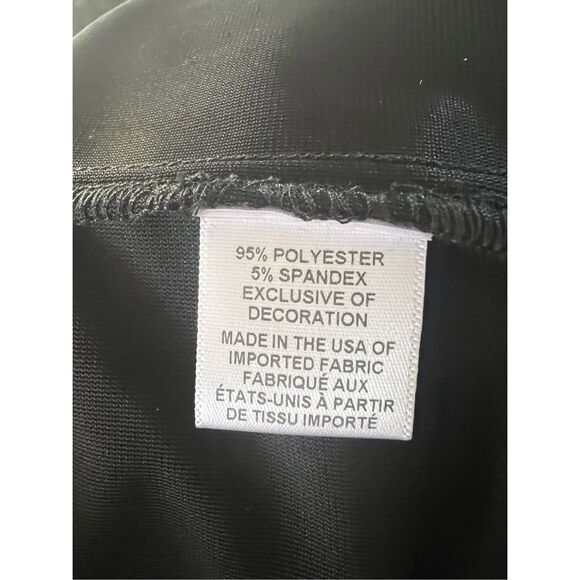 95% POLYESTER
5% SPANDEX
EXCLUSIVE OF
DECORATION
MADE IN THE USA OF
IMPORTED FABRIC
FABRIQUÉ AUX
ÉTATS-UNIS À PARTIR
DE TISSU IMPORTÉ